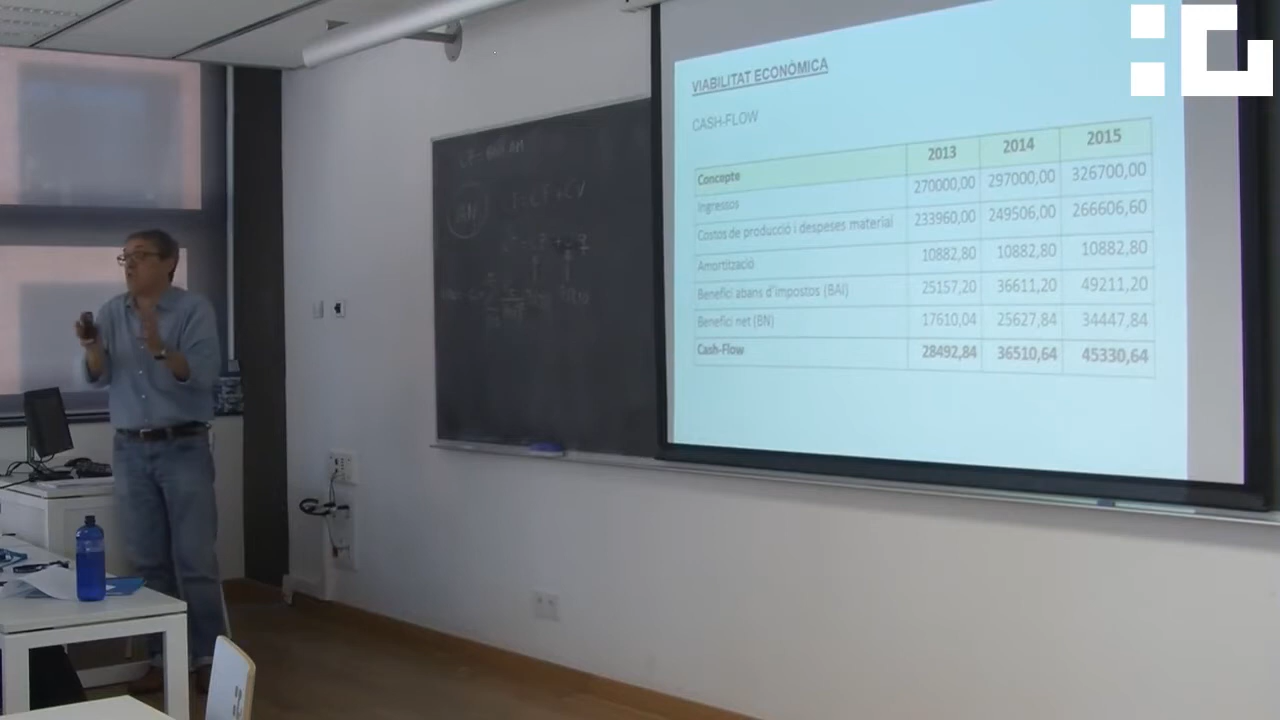 VIABILITAT ECONÒMICA
CASH-FLOW
Concepte 2013 2014 2015
Ingressos 270000,00 297000,00 326700,00
Costos de producció i despeses material 233960,00 249506,00 266606,60
Amortització 10882,80 10882,80 10882,80
Benefici abans d'impostos (BAI) 25157,20 36611,20 49211,20
Benefici net (BN) 17610,04 25627,84 34447,84
Cash-Flow 28492,84 36510,64 45330,64